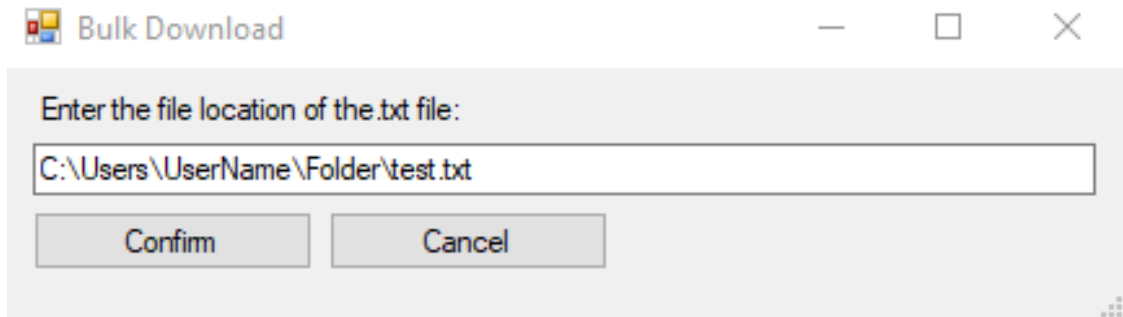 Bulk Download
Enter the file location of the.txt file:
C:\Users\UserName\Folder\test.txt
Confirm Cancel